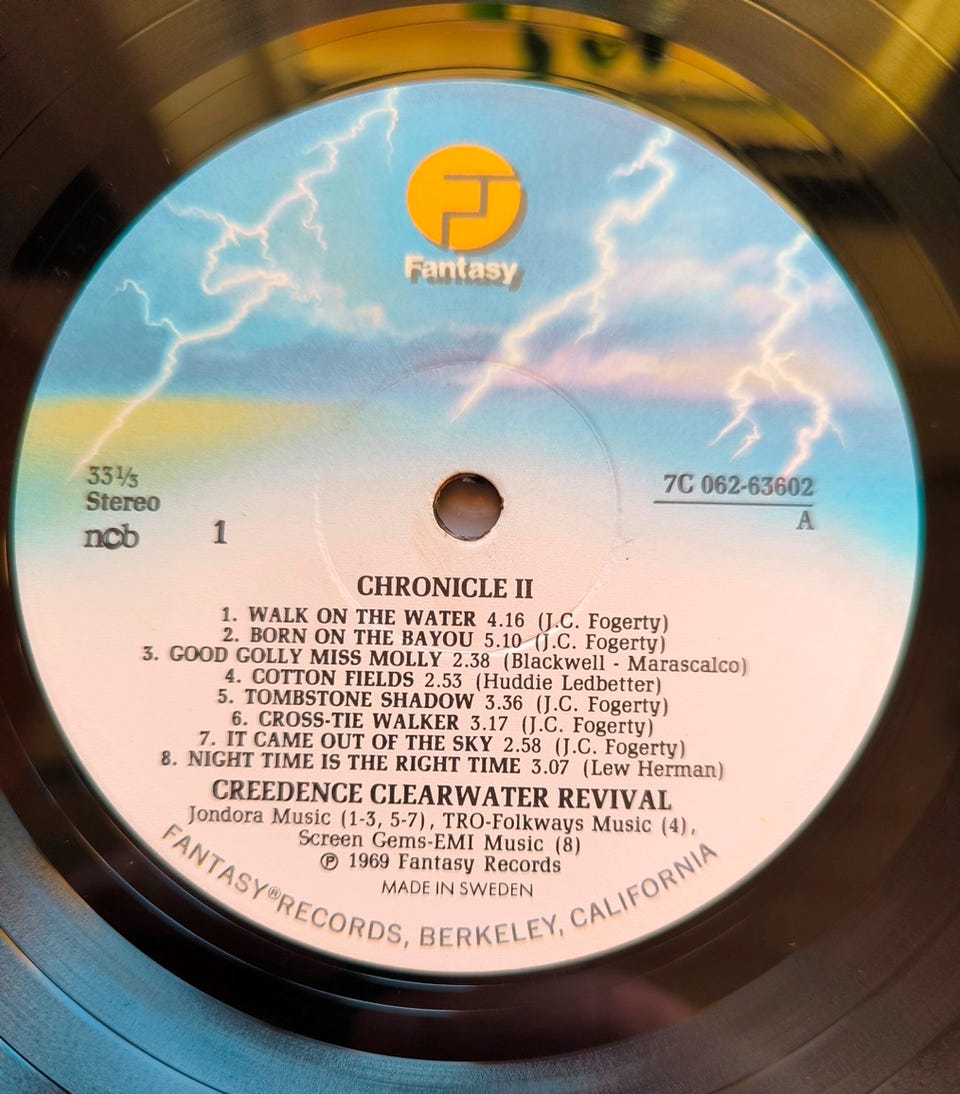 Fantasy
33⅓
Stereo
ncb 1
7C 062-63602
A
CHRONICLE II
1. WALK ON THE WATER 4.16 (J.C. Fogerty)
2. BORN ON THE BAYOU 5.10 (J.C. Fogerty)
3. GOOD GOLLY MISS MOLLY 2.38 (Blackwell - Marascalco)
4. COTTON FIELDS 2.53 (Huddie Ledbetter)
5. TOMBSTONE SHADOW 3.36 (J.C. Fogerty)
6. CROSS-TIE WALKER 3.17 (J.C. Fogerty)
7. IT CAME OUT OF THE SKY 2.58 (J.C. Fogerty)
8. NIGHT TIME IS THE RIGHT TIME 3.07 (Lew Herman)
CREEDENCE CLEARWATER REVIVAL
Jondora Music (1-3, 5-7), TRO-Folkways Music (4),
Screen Gems-EMI Music (8)
℗ 1969 Fantasy Records
MADE IN SWEDEN
FANTASY® RECORDS, BERKELEY, CALIFORNIA